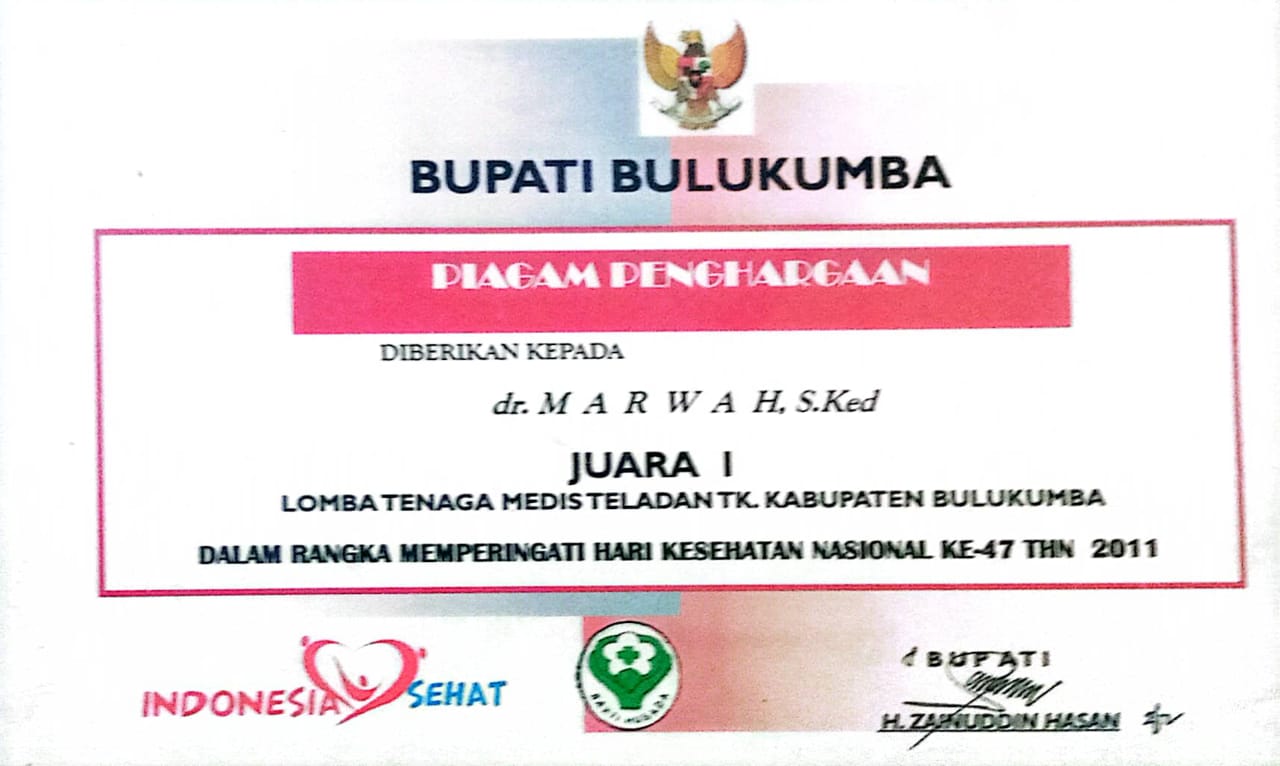 BUPATI BULUKUMBA
PIAGAM PENGHARGAAN
DIBERIKAN KEPADA
dr. M A R W A H, S.Ked
JUARA I
LOMBA TENAGA MEDIS TELADAN TK. KABUPATEN BULUKUMBA
DALAM RANGKA MEMPERINGATI HARI KESEHATAN NASIONAL KE-47 THN 2011
INDONESIA SEHAT
BAKTI HUSADA
BUPATI
H. ZAINUDDIN HASAN